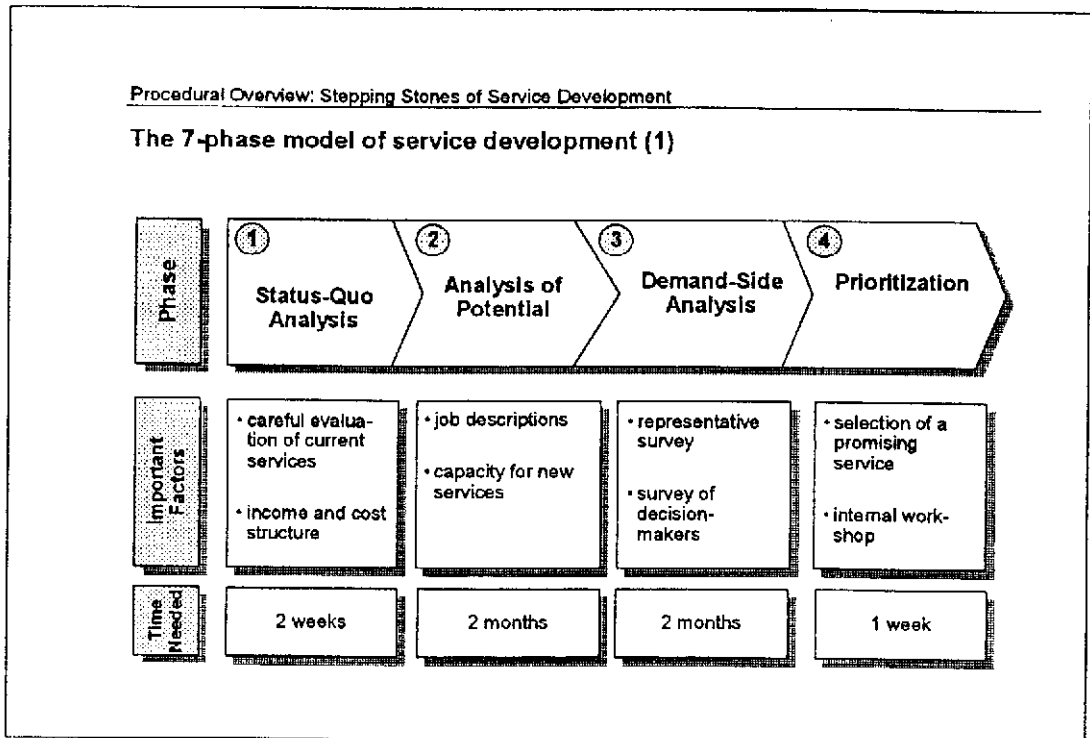 Procedural Overview: Stepping Stones of Service Development
The 7-phase model of service development (1)
Phase
1
Status-Quo
Analysis
2
Analysis of
Potential
3
Demand-Side
Analysis
4
Prioritization
Important
Factors
• careful evalua-
tion of current
services
• income and cost
structure
• job descriptions
• capacity for new
services
• representative
survey
• survey of
decision-
makers
• selection of a
promising
service
• internal work-
shop
Time
Needed
2 weeks
2 months
2 months
1 week